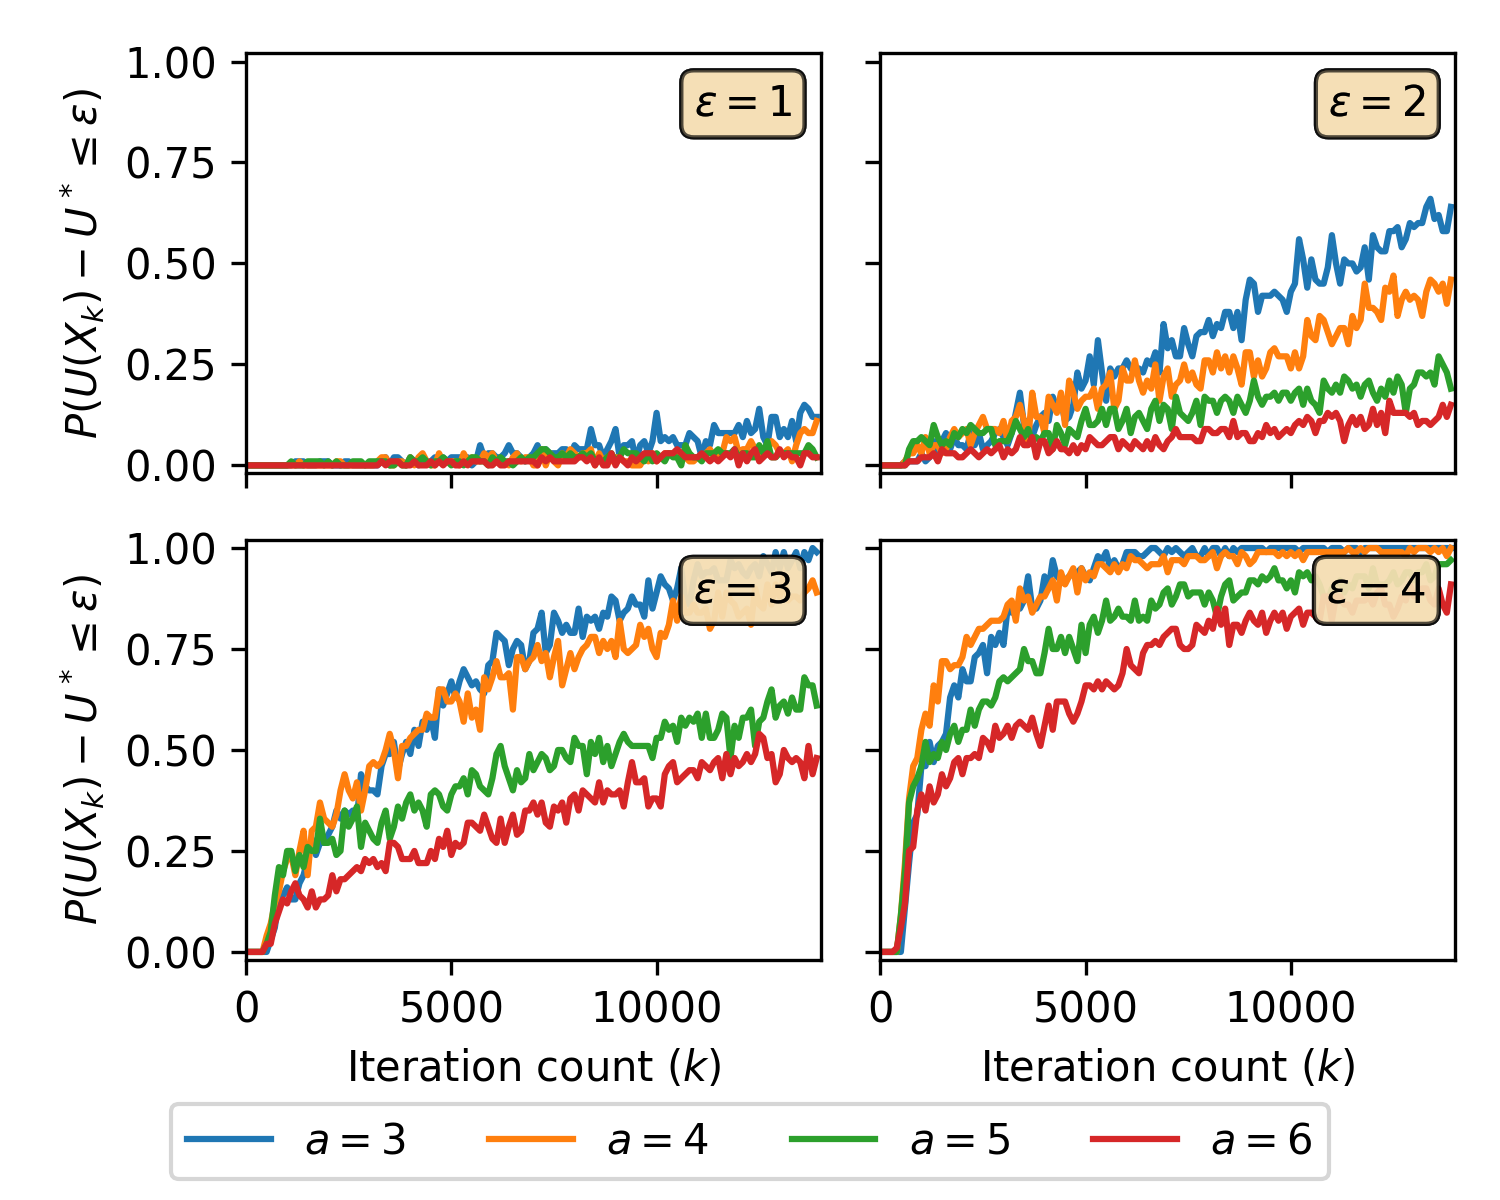 1.00
ε = 1
ε = 2
0.75
0.50
0.25
0.00
P(U(X_k) − U* ≤ ε)
1.00
ε = 3
ε = 4
0.75
0.50
0.25
0.00
P(U(X_k) − U* ≤ ε)
0 5000 10000
0 5000 10000
Iteration count (k)
Iteration count (k)
a = 3 a = 4 a = 5 a = 6